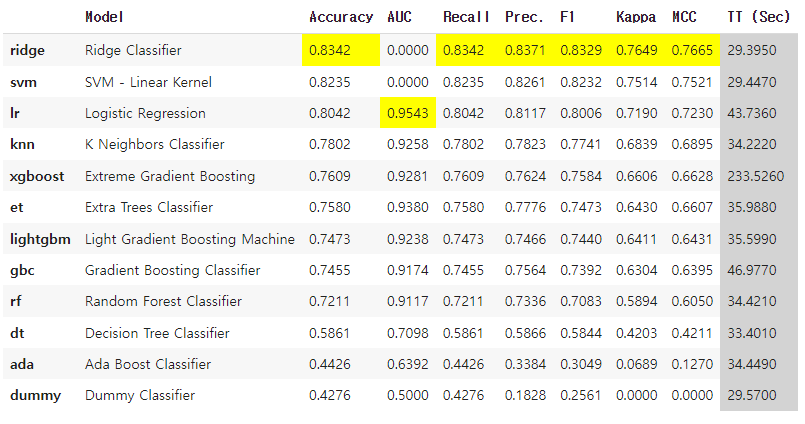 Model Accuracy AUC Recall Prec. F1 Kappa MCC TT (Sec)
ridge Ridge Classifier 0.8342 0.0000 0.8342 0.8371 0.8329 0.7649 0.7665 29.3950
svm SVM - Linear Kernel 0.8235 0.0000 0.8235 0.8261 0.8232 0.7514 0.7521 29.4470
lr Logistic Regression 0.8042 0.9543 0.8042 0.8117 0.8006 0.7190 0.7230 43.7360
knn K Neighbors Classifier 0.7802 0.9258 0.7802 0.7823 0.7741 0.6839 0.6895 34.2220
xgboost Extreme Gradient Boosting 0.7609 0.9281 0.7609 0.7624 0.7584 0.6606 0.6628 233.5260
et Extra Trees Classifier 0.7580 0.9380 0.7580 0.7776 0.7473 0.6430 0.6607 35.9880
lightgbm Light Gradient Boosting Machine 0.7473 0.9238 0.7473 0.7466 0.7440 0.6411 0.6431 35.5990
gbc Gradient Boosting Classifier 0.7455 0.9174 0.7455 0.7564 0.7392 0.6304 0.6395 46.9770
rf Random Forest Classifier 0.7211 0.9117 0.7211 0.7336 0.7083 0.5894 0.6050 34.4210
dt Decision Tree Classifier 0.5861 0.7098 0.5861 0.5866 0.5844 0.4203 0.4211 33.4010
ada Ada Boost Classifier 0.4426 0.6392 0.4426 0.3384 0.3049 0.0689 0.1270 34.4490
dummy Dummy Classifier 0.4276 0.5000 0.4276 0.1828 0.2561 0.0000 0.0000 29.5700